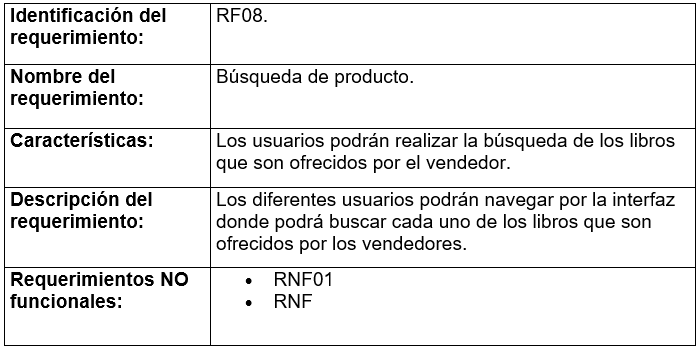 Identificación del
requerimiento:
RF08.
Nombre del
requerimiento:
Búsqueda de producto.
Características:
Los usuarios podrán realizar la búsqueda de los libros
que son ofrecidos por el vendedor.
Descripción del
requerimiento:
Los diferentes usuarios podrán navegar por la interfaz
donde podrá buscar cada uno de los libros que son
ofrecidos por los vendedores.
Requerimientos NO
funcionales:
• RNF01
• RNF